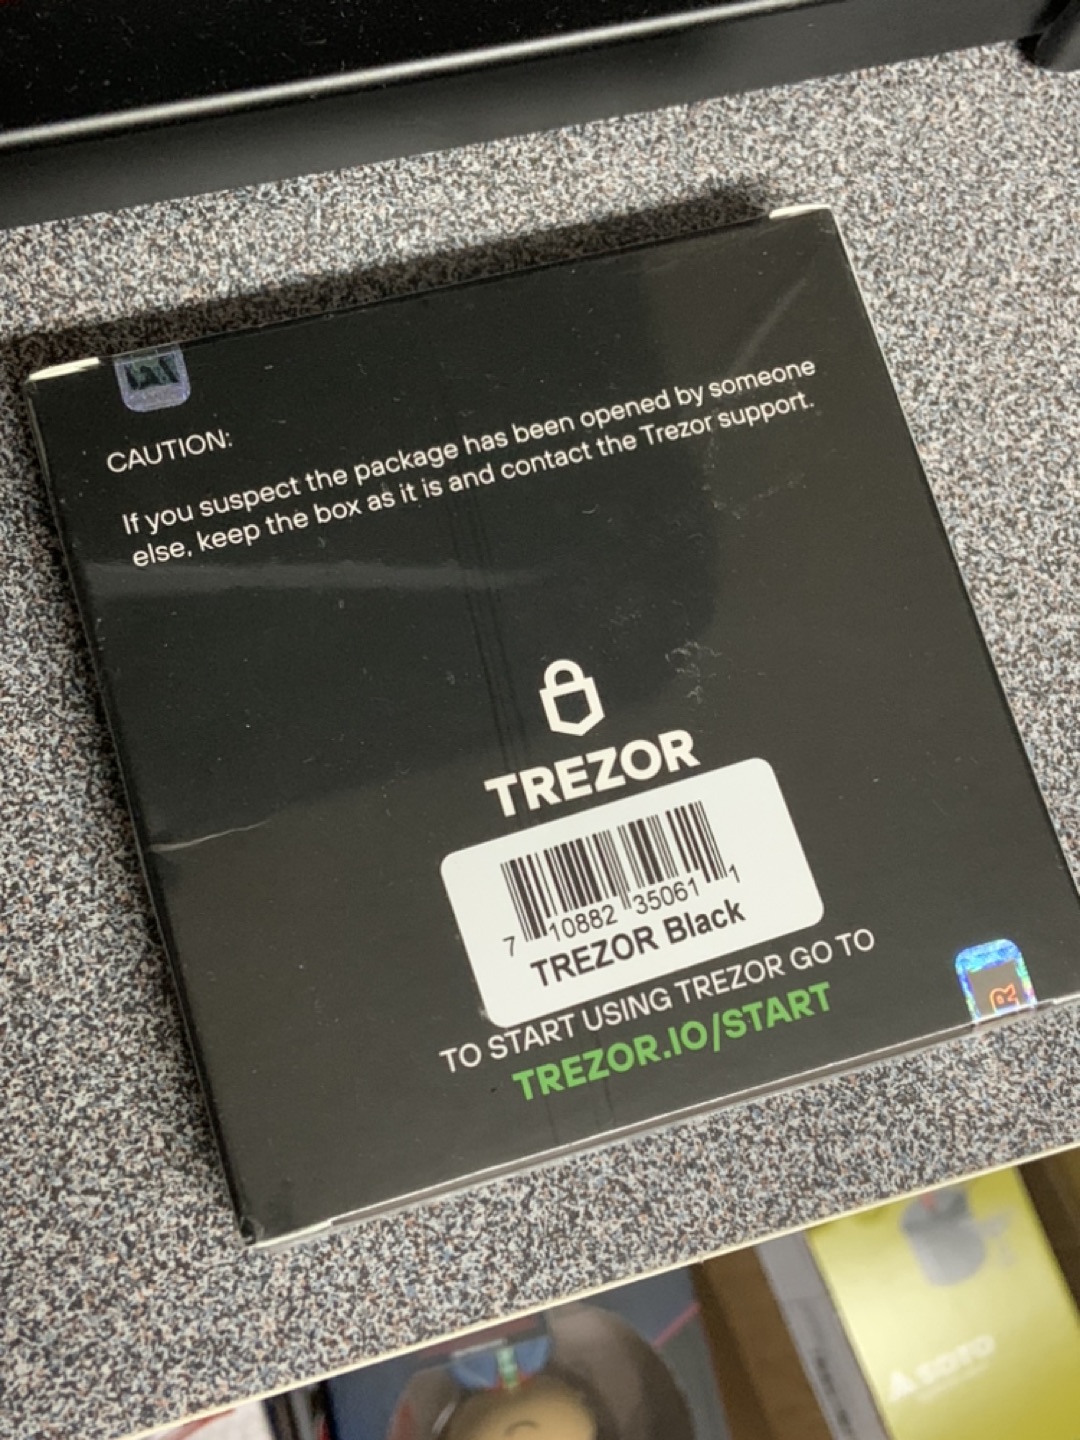 CAUTION:
If you suspect the package has been opened by someone
else, keep the box as it is and contact the Trezor support.
TREZOR
7 10882 35061 1
TREZOR Black
TO START USING TREZOR GO TO
TREZOR.IO/START
R